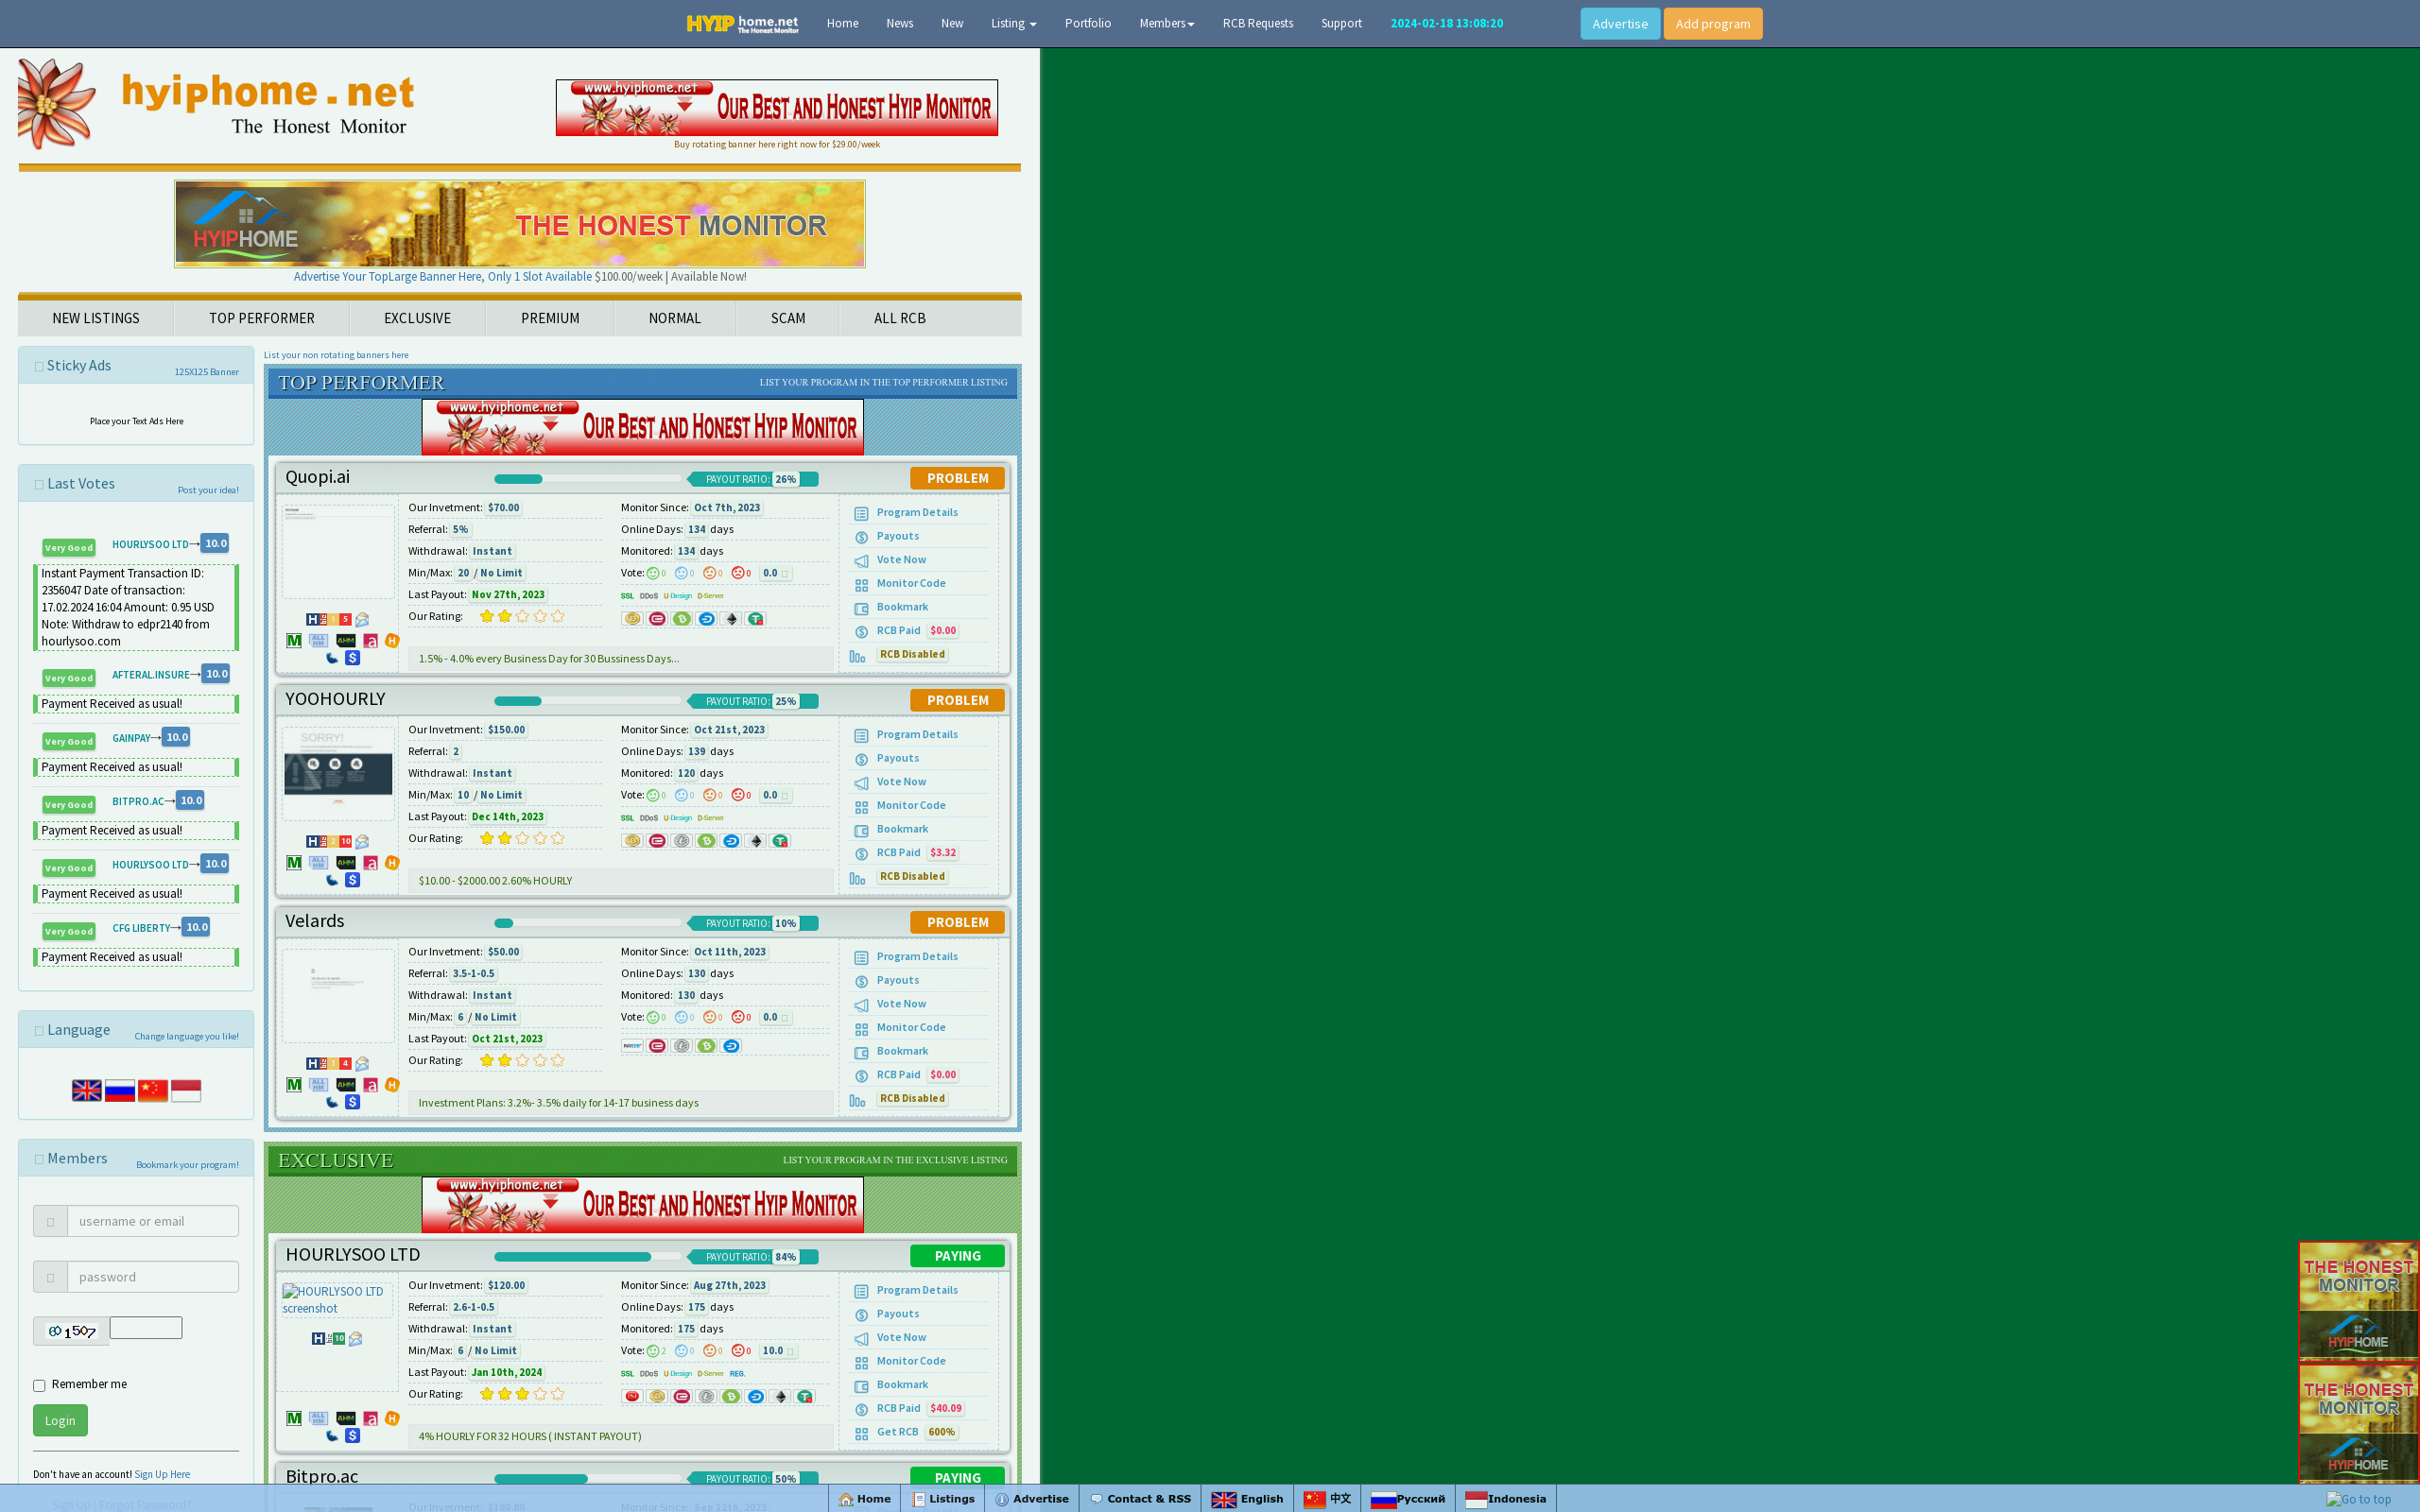 HYIP home.net The Honest Monitor
Home News New Listing Portfolio Members RCB Requests Support 2024-02-18 13:08:20 Advertise Add program
hyiphome.net
The Honest Monitor
www.hyiphome.net
OUR BEST AND HONEST HYIP MONITOR
Buy rotating banner here right now for $29.00/week
HYIPHOME
THE HONEST MONITOR
Advertise Your TopLarge Banner Here, Only 1 Slot Available $100.00/week | Available Now!
NEW LISTINGS TOP PERFORMER EXCLUSIVE PREMIUM NORMAL SCAM ALL RCB
Sticky Ads 125X125 Banner
Place your Text Ads Here
Last Votes Post your idea!
Very Good HOURLYSOO LTD→ 10.0
Instant Payment Transaction ID:
2356047 Date of transaction:
17.02.2024 16:04 Amount: 0.95 USD
Note: Withdraw to edpr2140 from
hourlysoo.com
Very Good AFTERAL.INSURE→ 10.0
Payment Received as usual!
Very Good GAINPAY→ 10.0
Payment Received as usual!
Very Good BITPRO.AC→ 10.0
Payment Received as usual!
Very Good HOURLYSOO LTD→ 10.0
Payment Received as usual!
Very Good CFG LIBERTY→ 10.0
Payment Received as usual!
Language Change language you like!
Members Bookmark your program!
username or email
password
Remember me
Login
Don't have an account! Sign Up Here
Sign Up | Forgot Password?
List your non rotating banners here
TOP PERFORMER LIST YOUR PROGRAM IN THE TOP PERFORMER LISTING
www.hyiphome.net
OUR BEST AND HONEST HYIP MONITOR
Quopi.ai PAYOUT RATIO: 26% PROBLEM
Our Invetment: $70.00
Referral: 5%
Withdrawal: Instant
Min/Max: 20 / No Limit
Last Payout: Nov 27th, 2023
Our Rating:
Monitor Since: Oct 7th, 2023
Online Days: 134 days
Monitored: 134 days
Vote: 0 0 0 0 0.0
SSL DDoS U-Design D-Server
1.5% - 4.0% every Business Day for 30 Bussiness Days...
Program Details
Payouts
Vote Now
Monitor Code
Bookmark
RCB Paid $0.00
RCB Disabled
YOOHOURLY PAYOUT RATIO: 25% PROBLEM
SORRY!
Our Invetment: $150.00
Referral: 2
Withdrawal: Instant
Min/Max: 10 / No Limit
Last Payout: Dec 14th, 2023
Our Rating:
Monitor Since: Oct 21st, 2023
Online Days: 139 days
Monitored: 120 days
Vote: 0 0 0 0 0.0
SSL DDoS U-Design D-Server
$10.00 - $2000.00 2.60% HOURLY
Program Details
Payouts
Vote Now
Monitor Code
Bookmark
RCB Paid $3.32
RCB Disabled
Velards PAYOUT RATIO: 10% PROBLEM
Our Invetment: $50.00
Referral: 3.5-1-0.5
Withdrawal: Instant
Min/Max: 6 / No Limit
Last Payout: Oct 21st, 2023
Our Rating:
Monitor Since: Oct 11th, 2023
Online Days: 130 days
Monitored: 130 days
Vote: 0 0 0 0 0.0
Investment Plans: 3.2%- 3.5% daily for 14-17 business days
Program Details
Payouts
Vote Now
Monitor Code
Bookmark
RCB Paid $0.00
RCB Disabled
EXCLUSIVE LIST YOUR PROGRAM IN THE EXCLUSIVE LISTING
www.hyiphome.net
OUR BEST AND HONEST HYIP MONITOR
HOURLYSOO LTD PAYOUT RATIO: 84% PAYING
HOURLYSOO LTD
screenshot
Our Invetment: $120.00
Referral: 2.6-1-0.5
Withdrawal: Instant
Min/Max: 6 / No Limit
Last Payout: Jan 10th, 2024
Our Rating:
Monitor Since: Aug 27th, 2023
Online Days: 175 days
Monitored: 175 days
Vote: 2 0 0 0 10.0
SSL DDoS U-Design D-Server REG.
4% HOURLY FOR 32 HOURS ( INSTANT PAYOUT)
Program Details
Payouts
Vote Now
Monitor Code
Bookmark
RCB Paid $40.09
Get RCB 600%
Bitpro.ac PAYOUT RATIO: 50% PAYING
THE HONEST
MONITOR
HYIPHOME
THE HONEST
MONITOR
HYIPHOME
Home Listings Advertise Contact & RSS English 中文 Русский Indonesia Go to top